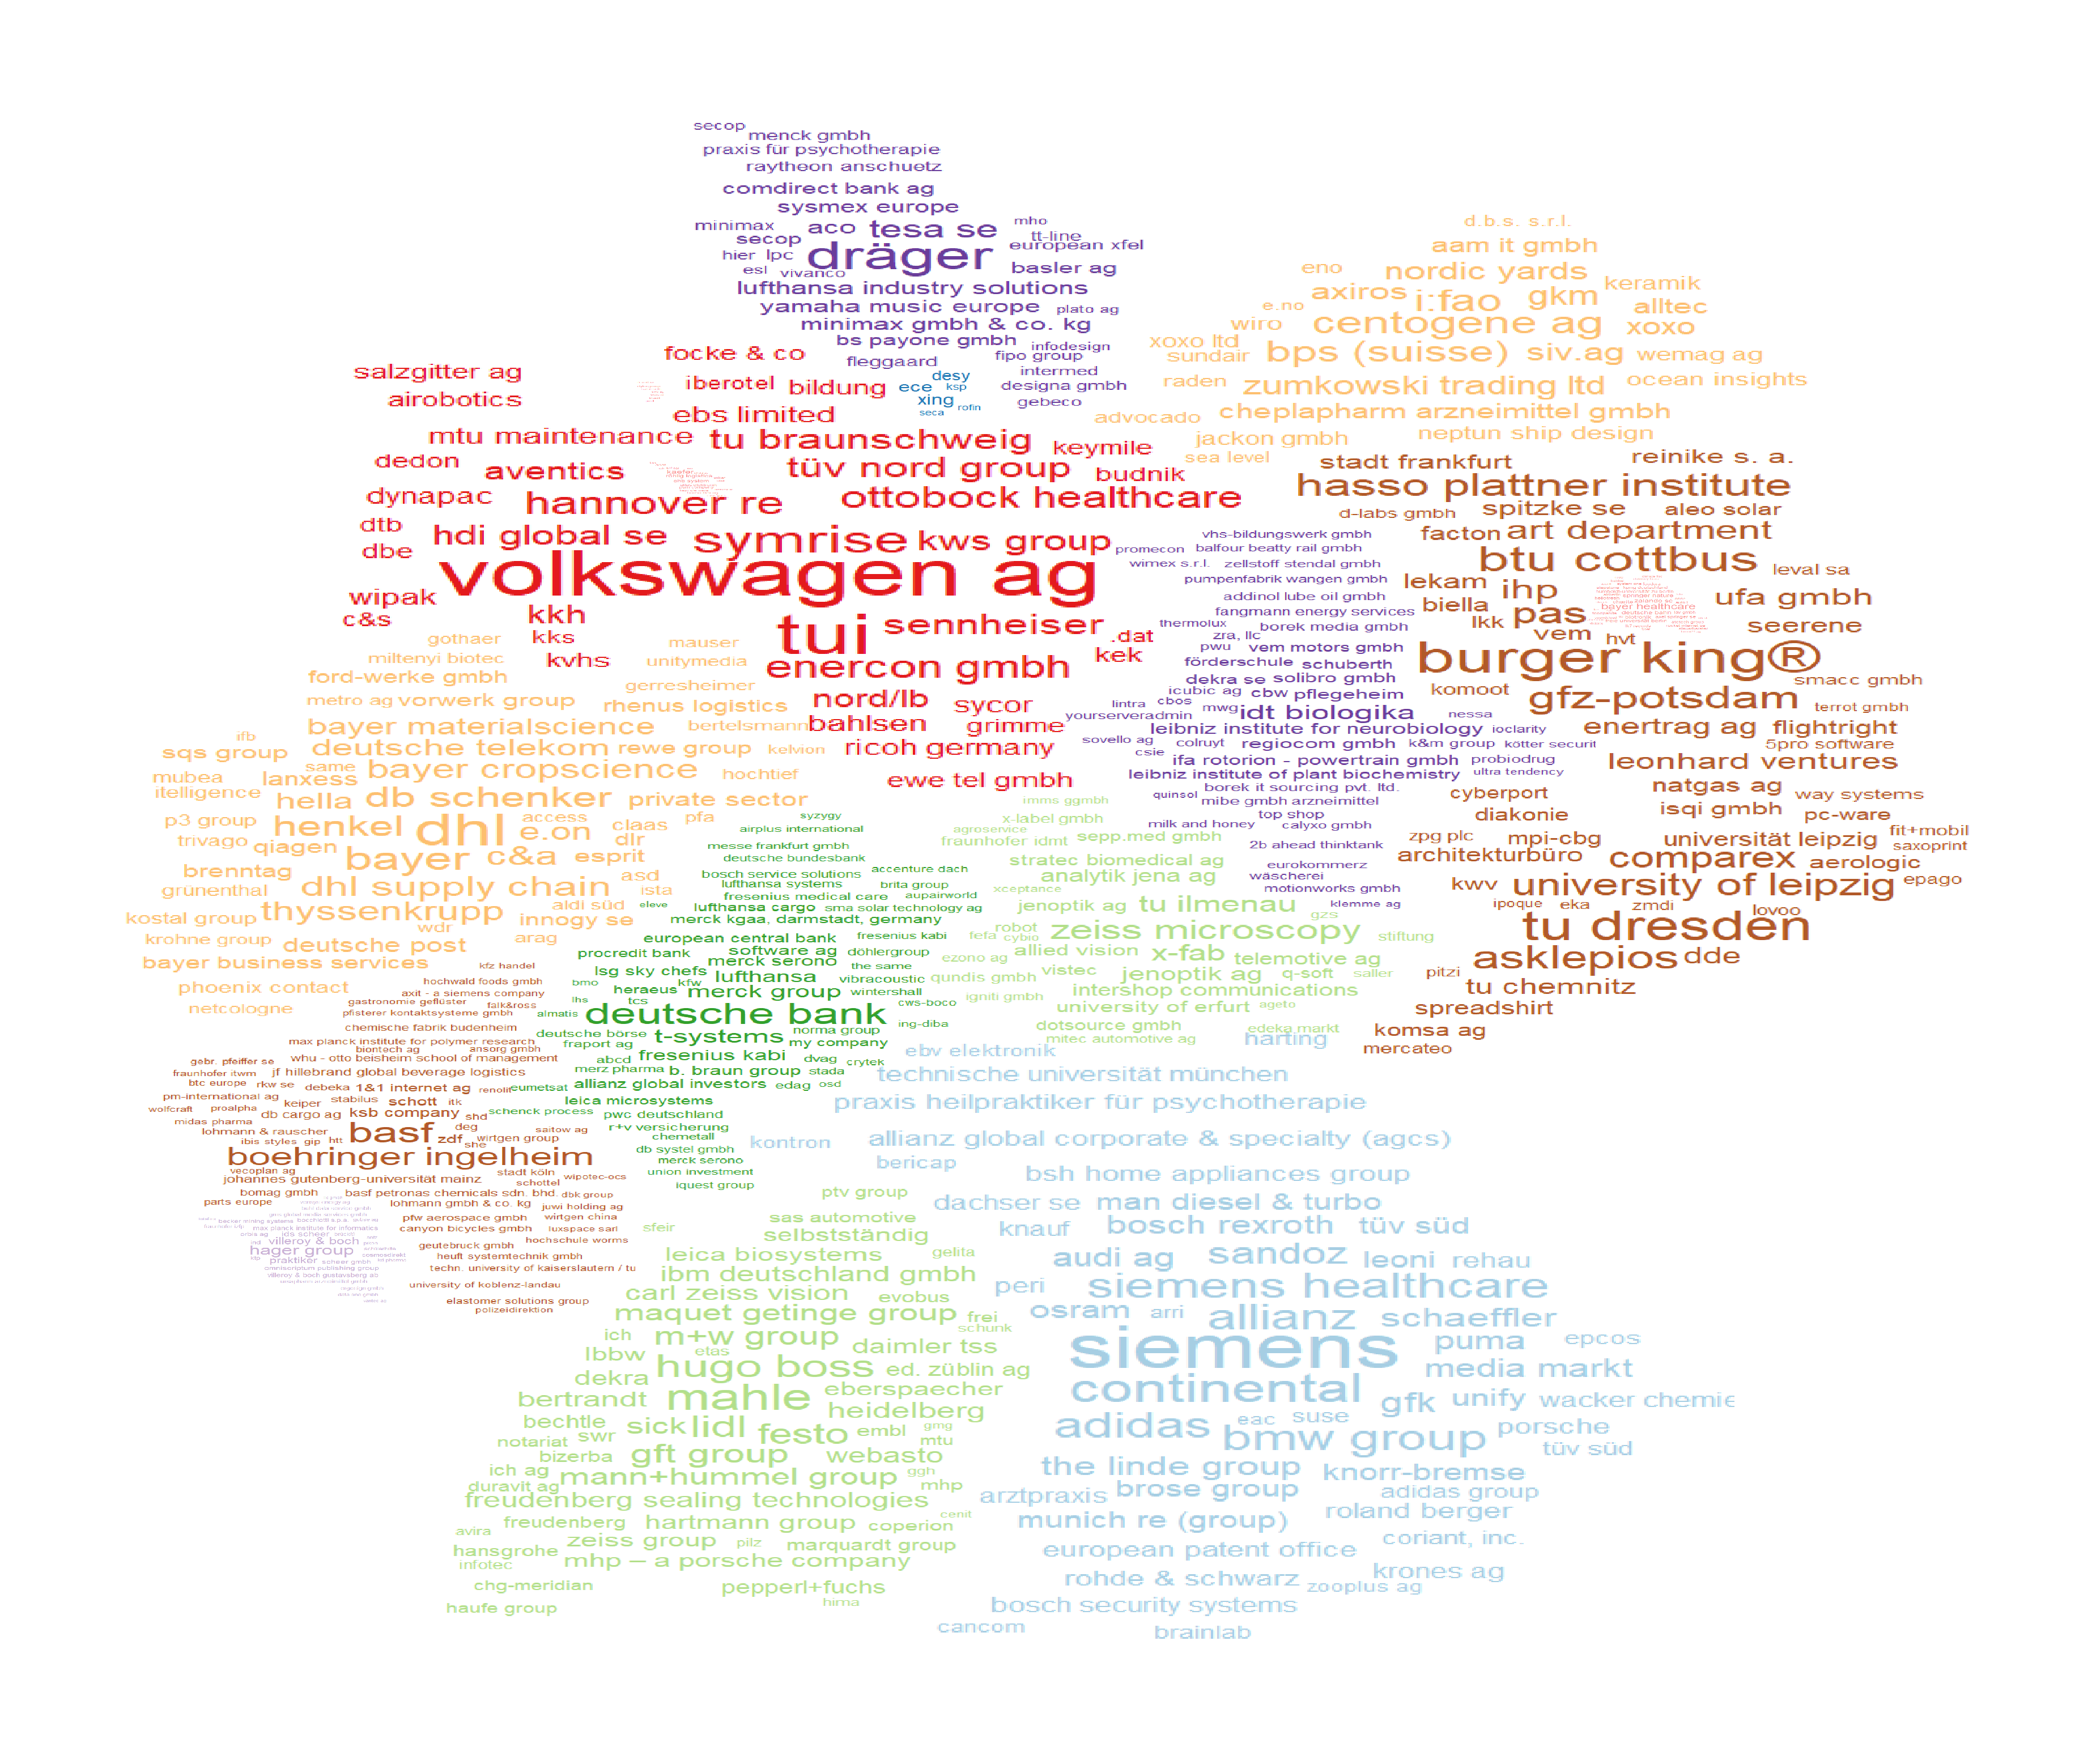 secop
menck gmbh
praxis für psychotherapie
raytheon anschuetz
comdirect bank ag
sysmex europe
minimax
aco
tesa se
mho
tt-line
secop
european xfel
hier
lpc
dräger
esl
vivanco
basler ag
lufthansa industry solutions
yamaha music europe
plato ag
minimax gmbh & co. kg
bs payone gmbh
infodesign
fleggaard
fipo group
intermed
designa gmbh
gebeco
desy
ece
ksp
xing
rofin
seca
d.b.s. s.r.l.
aam it gmbh
eno
nordic yards
keramik
axiros
i:fao
gkm
alltec
e.no
wiro
centogene ag
xoxo
xoxo ltd
sundair
bps (suisse)
siv.ag
wemag ag
raden
zumkowski trading ltd
ocean insights
advocado
cheplapharm arzneimittel gmbh
jackon gmbh
neptun ship design
sea level
focke & co
salzgitter ag
iberotel
bildung
airobotics
ebs limited
mtu maintenance
tu braunschweig
keymile
dedon
aventics
tüv nord group
budnik
dynapac
hannover re
ottobock healthcare
dtb
hdi global se
symrise
kws group
dbe
volkswagen ag
wipak
c&s
kkh
tui
sennheiser
kks
.dat
kvhs
enercon gmbh
kek
nord/lb
sycor
bahlsen
grimme
ricoh germany
ewe tel gmbh
stadt frankfurt
reinike s. a.
hasso plattner institute
d-labs gmbh
spitzke se
aleo solar
facton
art department
btu cottbus
leval sa
lekam
ihp
ufa gmbh
biella
pas
bayer healthcare
lkk
vem
hvt
seerene
burger king®
smacc gmbh
komoot
gfz-potsdam
terrot gmbh
enertrag ag
flightright
5pro software
leonhard ventures
natgas ag
way systems
cyberport
isqi gmbh
pc-ware
diakonie
zpg plc
mpi-cbg
universität leipzig
fit+mobil
saxoprint
architekturbüro
comparex
aerologic
kwv
university of leipzig
epago
ipoque
eka
zmdi
lovoo
tu dresden
asklepios
dde
pitzi
tu chemnitz
spreadshirt
komsa ag
mercateo
vhs-bildungswerk gmbh
promecon
balfour beatty rail gmbh
wimex s.r.l.
zellstoff stendal gmbh
pumpenfabrik wangen gmbh
addinol lube oil gmbh
fangmann energy services
thermolux
borek media gmbh
zra, llc
pwu
vem motors gmbh
förderschule
schuberth
dekra se
solibro gmbh
icubic ag
cbw
pflegeheim
lintra
cbos
mwg
idt biologika
nessa
yourserveradmin
leibniz institute for neurobiology
ioclarity
sovello ag
colruyt
regiocom gmbh
k&m group
kötter securit
csie
ifa rotorion - powertrain gmbh
probiodrug
leibniz institute of plant biochemistry
ultra tendency
borek it sourcing pvt. ltd.
quinsol
mibe gmbh arzneimittel
top shop
milk and honey
calyxo gmbh
2b ahead thinktank
eurokommerz
wäscherei
motionworks gmbh
klemme ag
gothaer
mauser
miltenyi biotec
unitymedia
ford-werke gmbh
gerresheimer
metro ag
vorwerk group
rhenus logistics
bayer materialscience
bertelsmann
ifb
sqs group
deutsche telekom
rewe group
kelvion
same
mubea
lanxess
bayer cropscience
hochtief
itelligence
hella
db schenker
private sector
p3 group
henkel
dhl
access
claas
pfa
trivago
qiagen
e.on
dlr
brenntag
bayer
c&a
esprit
grünenthal
dhl supply chain
asd
ista
kostal group
thyssenkrupp
innogy se
aldi süd
eleve
wdr
krohne group
deutsche post
arag
bayer business services
phoenix contact
netcologne
syzygy
airplus international
messe frankfurt gmbh
deutsche bundesbank
bosch service solutions
accenture dach
lufthansa systems
brita group
fresenius medical care
aupairworld
lufthansa cargo
sma solar technology ag
merck kgaa, darmstadt, germany
european central bank
fresenius kabi
procredit bank
software ag
döhlergroup
merck serono
lsg sky chefs
lufthansa
the same
bmo
kfw
vibracoustic
heraeus
merck group
wintershall
lhs
tcs
cws-boco
almatis
deutsche bank
ing-diba
deutsche börse
t-systems
norma group
fraport ag
my company
abcd
fresenius kabi
dvag
crytek
merz pharma
b. braun group
stada
eumetsat
allianz global investors
edag
osd
leica microsystems
schenck process
pwc deutschland
r+v versicherung
chemetall
db systel gmbh
merck serono
union investment
iquest group
imms ggmbh
x-label gmbh
agroservice
fraunhofer idmt
sepp.med gmbh
stratec biomedical ag
analytik jena ag
xceptance
jenoptik ag
tu ilmenau
gzs
robot
fefa
cybio
zeiss microscopy
stiftung
ezono ag
allied vision
x-fab
telemotive ag
qundis gmbh
vistec
jenoptik ag
q-soft
saller
igniti gmbh
intershop communications
university of erfurt
ageto
dotsource gmbh
edeka markt
mitec automotive ag
kfz handel
hochwald foods gmbh
axit - a siemens company
gastronomie geflüster
falk&ross
pfisterer kontaktsysteme gmbh
chemische fabrik budenheim
max planck institute for polymer research
biontech ag
ansorg gmbh
gebr. pfeiffer se
whu - otto beisheim school of management
fraunhofer itwm
jf hillebrand global beverage logistics
btc europe
rkw se
debeka
1&1 internet ag
renolit
pm-international ag
keiper
stabilus
schott
itk
wolfcraft
proalpha
db cargo ag
ksb company
shd
midas pharma
lohmann & rauscher
basf
deg
saitow ag
ibis styles
gip
htt
zdf
she
wirtgen group
boehringer ingelheim
vecoplan ag
stadt köln
wipotec-ocs
johannes gutenberg-universität mainz
schottel
bomag gmbh
basf petronas chemicals sdn. bhd.
dbk group
parts europe
lohmann gmbh & co. kg
juwi holding ag
pfw aerospace gmbh
wirtgen china
canyon bicycles gmbh
luxspace sarl
hochschule worms
geutebruck gmbh
heuft systemtechnik gmbh
techn. university of kaiserslautern / tu
university of koblenz-landau
elastomer solutions group
polizeidirektion
ids scheer
villeroy & boch
hager group
praktiker
scheer gmbh
omniscriptum publishing group
villeroy & boch gustavsberg ab
harting
ebv elektronik
technische universität münchen
praxis heilpraktiker für psychotherapie
kontron
allianz global corporate & specialty (agcs)
bericap
bsh home appliances group
dachser se
man diesel & turbo
knauf
bosch rexroth
tüv süd
audi ag
sandoz
leoni
rehau
peri
siemens healthcare
osram
arri
allianz
schaeffler
siemens
puma
epcos
media markt
continental
gfk
unify
wacker chemie
adidas
eac
suse
bmw group
porsche
tüv süd
the linde group
knorr-bremse
arztpraxis
brose group
adidas group
roland berger
munich re (group)
coriant, inc.
european patent office
krones ag
rohde & schwarz
zooplus ag
bosch security systems
cancom
brainlab
ptv group
sas automotive
sfeir
selbstständig
leica biosystems
gelita
ibm deutschland gmbh
carl zeiss vision
evobus
maquet getinge group
frei
schunk
ich
m+w group
daimler tss
lbbw
etas
hugo boss
ed. züblin ag
dekra
bertrandt
mahle
eberspaecher
heidelberg
bechtle
sick
lidl
festo
embl
gmg
notariat
swr
mtu
bizerba
gft group
webasto
ich ag
mann+hummel group
ggh
duravit ag
mhp
freudenberg sealing technologies
cenit
avira
freudenberg
hartmann group
coperion
hansgrohe
zeiss group
pilz
marquardt group
infotec
mhp – a porsche company
chg-meridian
pepperl+fuchs
haufe group
hima